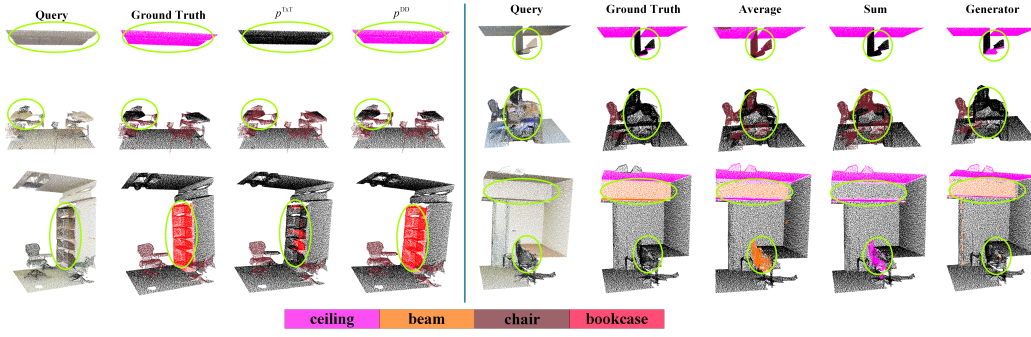 Query Ground Truth p^TxT p^DD Query Ground Truth Average Sum Generator
ceiling beam chair bookcase